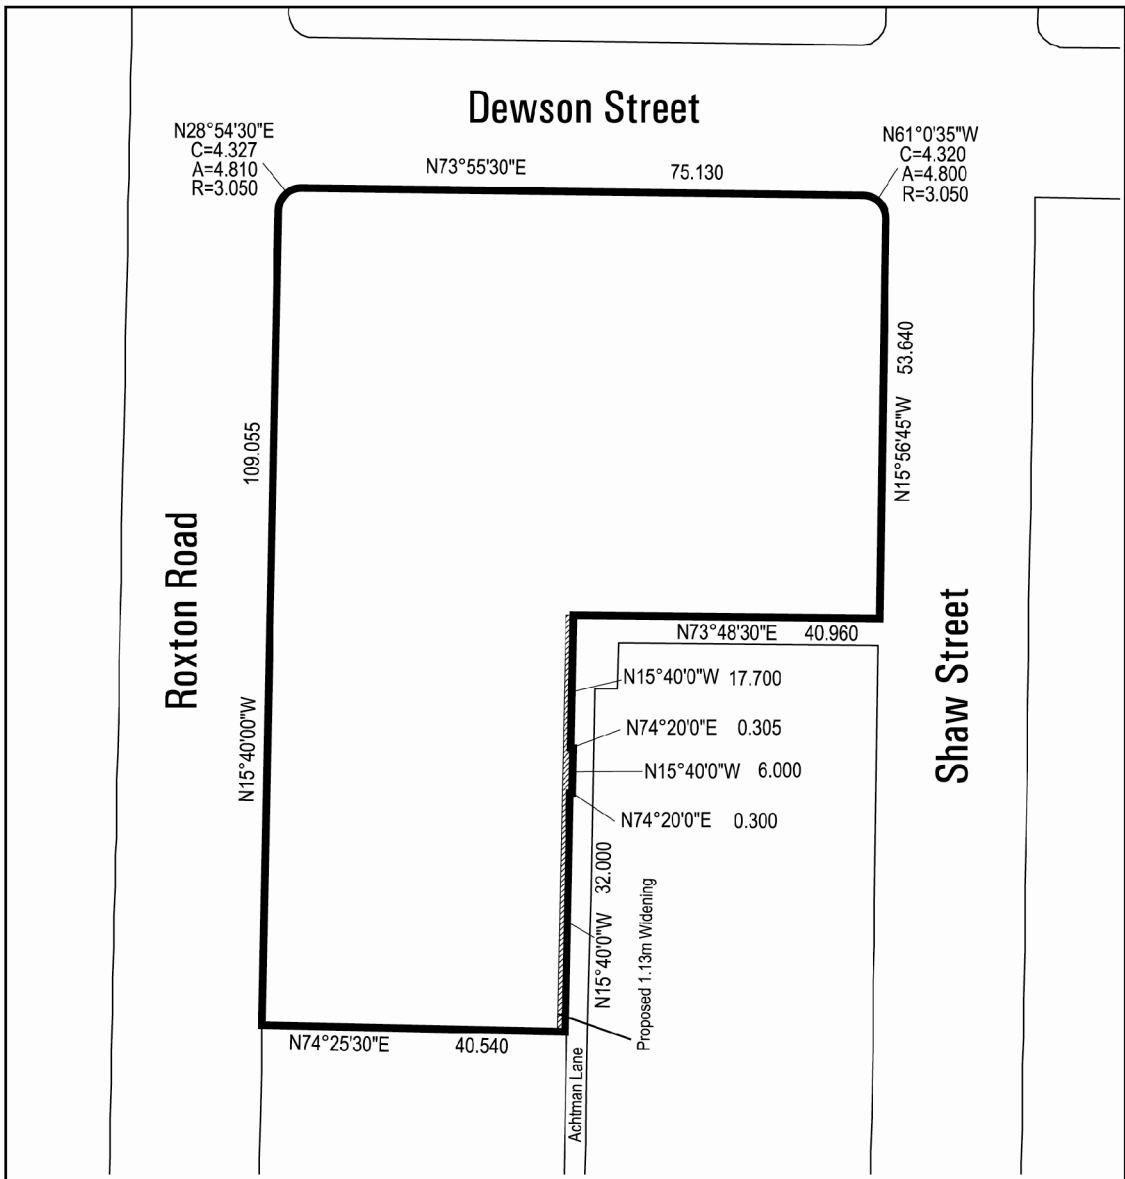 Dewson Street
N28°54'30"E
C=4.327
A=4.810
R=3.050
N73°55'30"E 75.130
N61°0'35"W
C=4.320
A=4.800
R=3.050
109.055
N15°40'00"W
Roxton Road
N15°56'45"W 53.640
Shaw Street
N73°48'30"E 40.960
N15°40'0"W 17.700
N74°20'0"E 0.305
N15°40'0"W 6.000
N74°20'0"E 0.300
N15°40'0"W 32.000
Proposed 1.13m Widening
N74°25'30"E 40.540
Achtman Lane